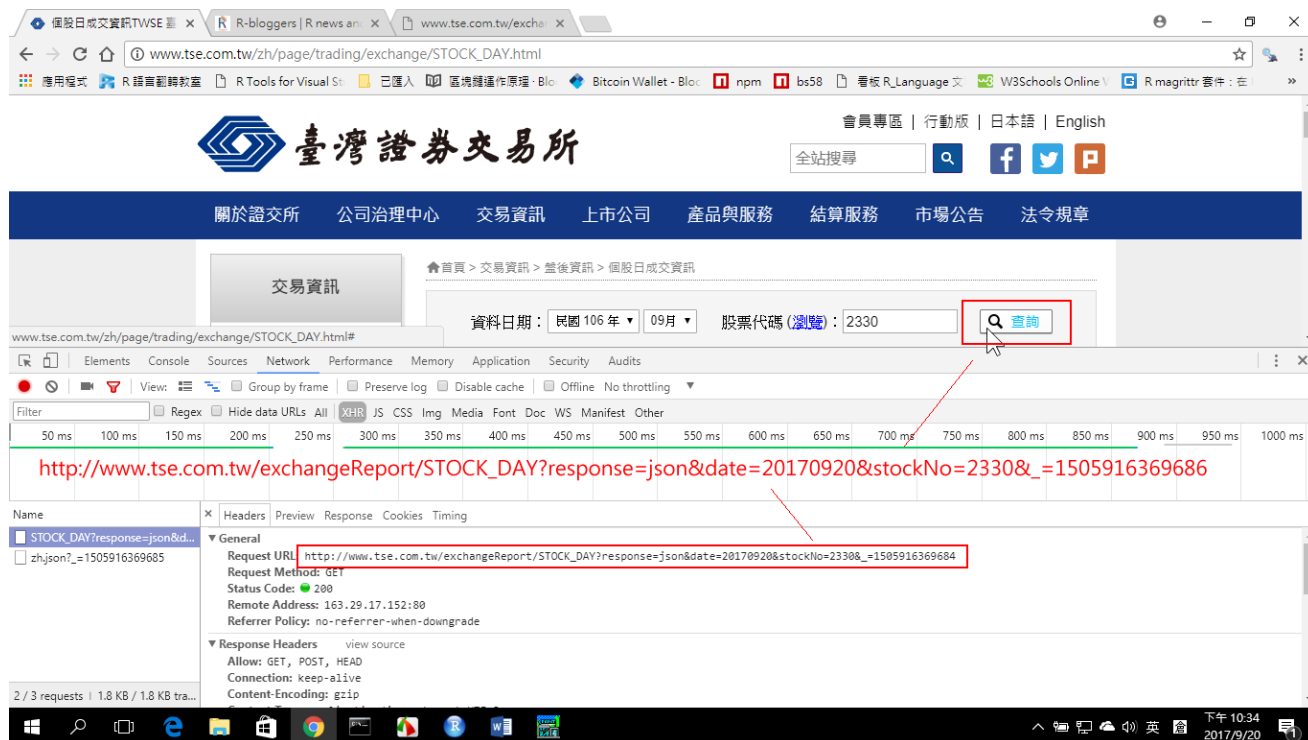 個股日成交資訊TWSE 臺
R-bloggers | R news an
www.tse.com.tw/excha
www.tse.com.tw/zh/page/trading/exchange/STOCK_DAY.html
應用程式 R 語言翻轉教室 R Tools for Visual St 已匯入 區塊鏈運作原理 · Blo Bitcoin Wallet - Bloc npm bs58 看板 R_Language 文 W3Schools Online V R magrittr 套件：在 »
會員專區 | 行動版 | 日本語 | English
臺灣證券交易所
全站搜尋
關於證交所 公司治理中心 交易資訊 上市公司 產品與服務 結算服務 市場公告 法令規章
交易資訊
首頁 > 交易資訊 > 盤後資訊 > 個股日成交資訊
資料日期： 民國 106 年 09月 股票代碼 (瀏覽)： 2330 查詢
www.tse.com.tw/zh/page/trading/exchange/STOCK_DAY.html#
Elements Console Sources Network Performance Memory Application Security Audits
View: Group by frame Preserve log Disable cache Offline No throttling
Filter Regex Hide data URLs All XHR JS CSS Img Media Font Doc WS Manifest Other
50 ms 100 ms 150 ms 200 ms 250 ms 300 ms 350 ms 400 ms 450 ms 500 ms 550 ms 600 ms 650 ms 700 ms 750 ms 800 ms 850 ms 900 ms 950 ms 1000 ms
http://www.tse.com.tw/exchangeReport/STOCK_DAY?response=json&date=20170920&stockNo=2330&_=1505916369686
Name
× Headers Preview Response Cookies Timing
STOCK_DAY?response=json&d...
zh.json?_=1505916369685
General
Request URL: http://www.tse.com.tw/exchangeReport/STOCK_DAY?response=json&date=20170920&stockNo=2330&_=1505916369684
Request Method: GET
Status Code: 200
Remote Address: 163.29.17.152:80
Referrer Policy: no-referrer-when-downgrade
Response Headers view source
Allow: GET, POST, HEAD
Connection: keep-alive
Content-Encoding: gzip
2 / 3 requests | 1.8 KB / 1.8 KB tra...
英
下午 10:34
2017/9/20